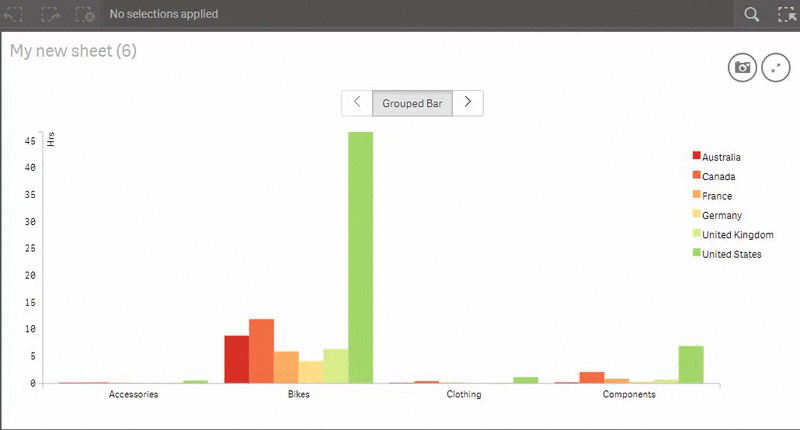 No selections applied
My new sheet (6)
Grouped Bar
Hrs
45
40
35
30
25
20
15
10
5
0
Accessories
Bikes
Clothing
Components
Australia
Canada
France
Germany
United Kingdom
United States